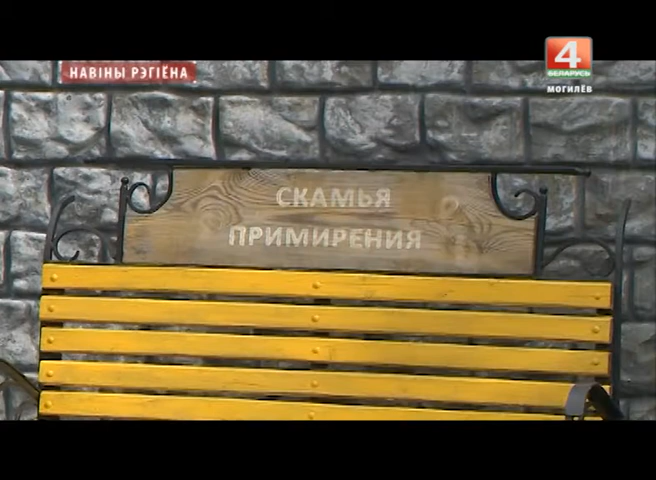 НАВІНЫ РЭГІЁНА
4
БЕЛАРУСЬ
МОГИЛЁВ
СКАМЬЯ
ПРИМИРЕНИЯ